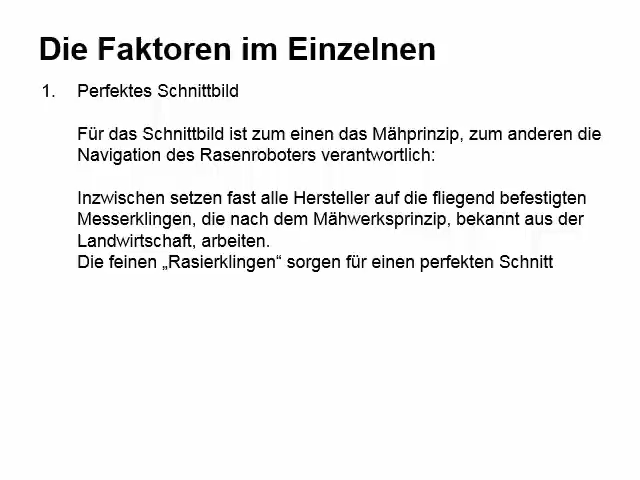 Die Faktoren im Einzelnen
1. Perfektes Schnittbild
Für das Schnittbild ist zum einen das Mähprinzip, zum anderen die
Navigation des Rasenroboters verantwortlich:
Inzwischen setzen fast alle Hersteller auf die fliegend befestigten
Messerklingen, die nach dem Mähwerksprinzip, bekannt aus der
Landwirtschaft, arbeiten.
Die feinen „Rasierklingen“ sorgen für einen perfekten Schnitt